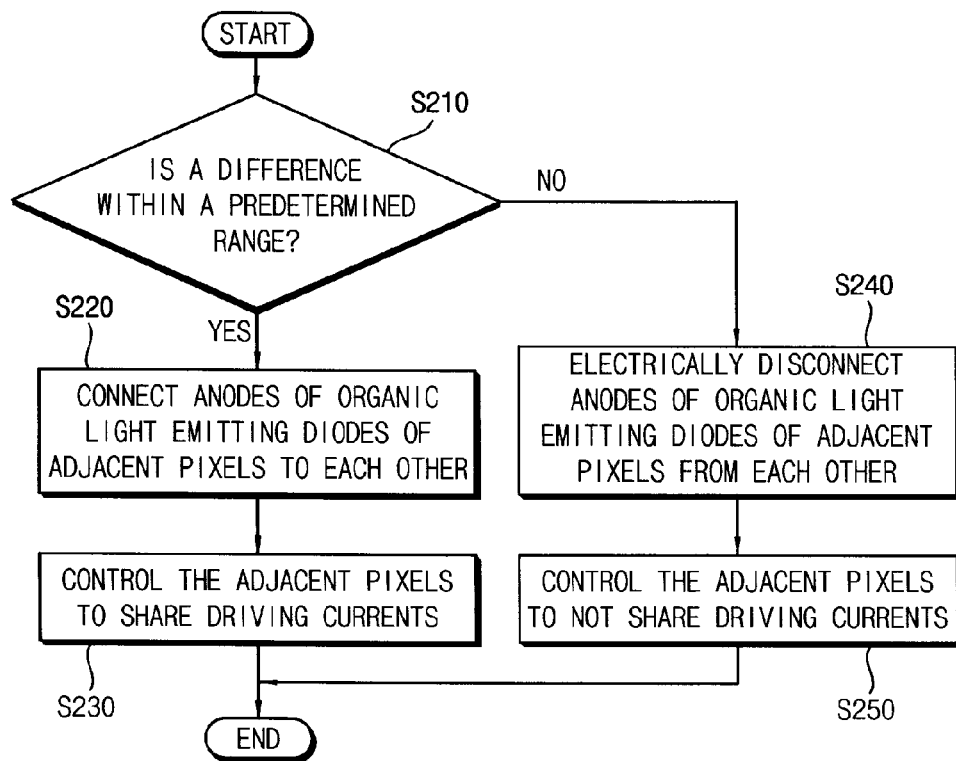 START
S210
IS A DIFFERENCE
WITHIN A PREDETERMINED
RANGE?
NO
YES
S220
CONNECT ANODES OF ORGANIC
LIGHT EMITTING DIODES OF
ADJACENT PIXELS TO EACH OTHER
S240
ELECTRICALLY DISCONNECT
ANODES OF ORGANIC LIGHT
EMITTING DIODES OF ADJACENT
PIXELS FROM EACH OTHER
CONTROL THE ADJACENT PIXELS
TO SHARE DRIVING CURRENTS
S230
CONTROL THE ADJACENT PIXELS
TO NOT SHARE DRIVING CURRENTS
S250
END